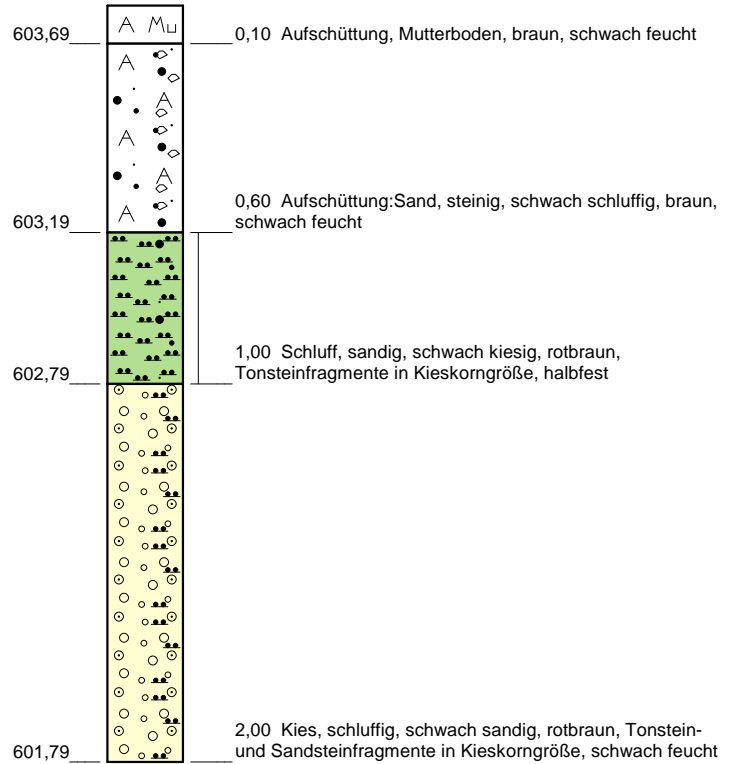 A Mu
603,69 0,10 Aufschüttung, Mutterboden, braun, schwach feucht
A
A
A
A
A
0,60 Aufschüttung:Sand, steinig, schwach schluffig, braun,
603,19 schwach feucht
1,00 Schluff, sandig, schwach kiesig, rotbraun,
602,79 Tonsteinfragmente in Kieskorngröße, halbfest
2,00 Kies, schluffig, schwach sandig, rotbraun, Tonstein-
601,79 und Sandsteinfragmente in Kieskorngröße, schwach feucht